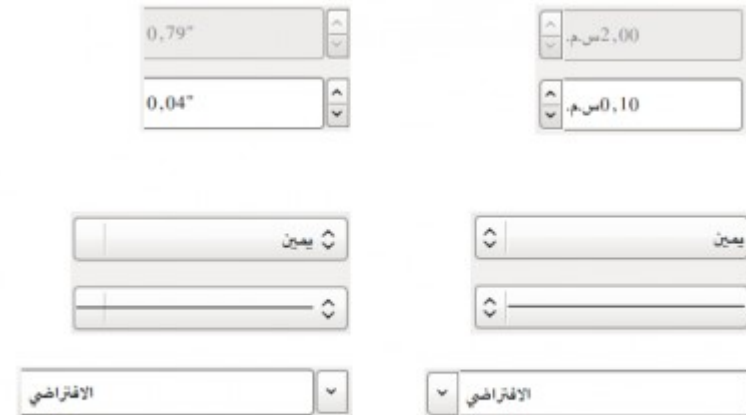 0,79"
2,00س.م.
0,04"
0,10س.م.
يمين
يمين
الافتراضي
الافتراضي